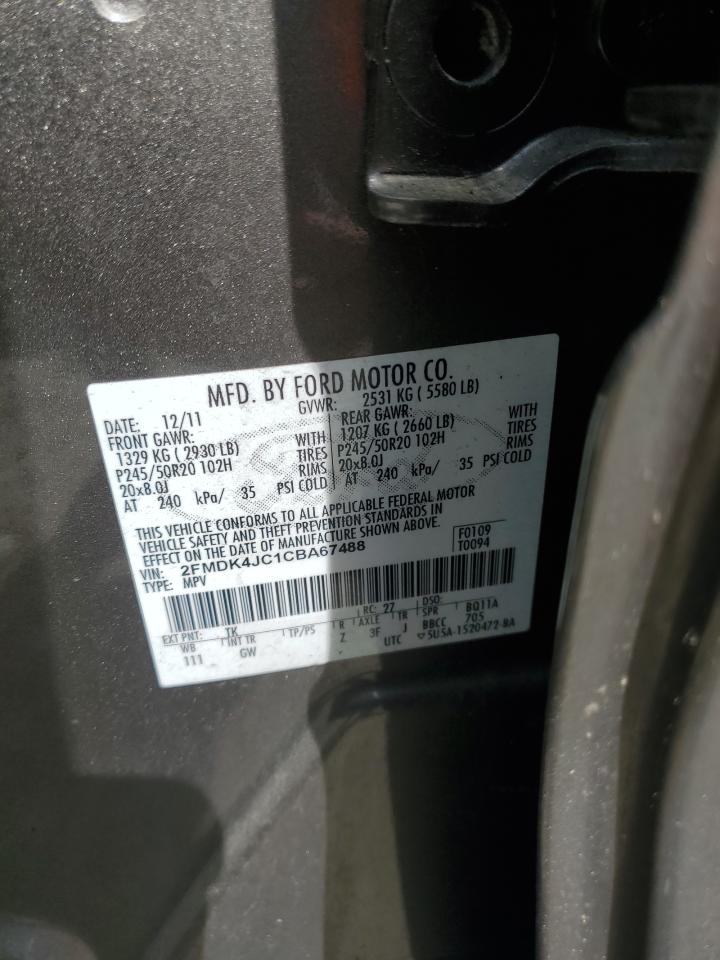 MFD. BY FORD MOTOR CO.
DATE: 12/11 GVWR: 2531 KG ( 5580 LB)
FRONT GAWR: REAR GAWR: WITH
1329 KG ( 2930 LB) WITH 1207 KG ( 2660 LB) TIRES
P245/50R20 102H TIRES P245/50R20 102H RIMS
20x8.0J RIMS 20x8.0J
AT 240 kPa/ 35 PSI COLD AT 240 kPa/ 35 PSI COLD
THIS VEHICLE CONFORMS TO ALL APPLICABLE FEDERAL MOTOR
VEHICLE SAFETY AND THEFT PREVENTION STANDARDS IN
EFFECT ON THE DATE OF MANUFACTURE SHOWN ABOVE.
VIN: 2FMDK4JC1CBA67488 F0109
TYPE: MPV T0094
EXT PNT: TK RC: 27 DSO:
WB INT TR TP/PS R AXLE TR SPR BQ11A
111 GW Z 3F J BBCC 705
UTC 5U5A-1520472-BA